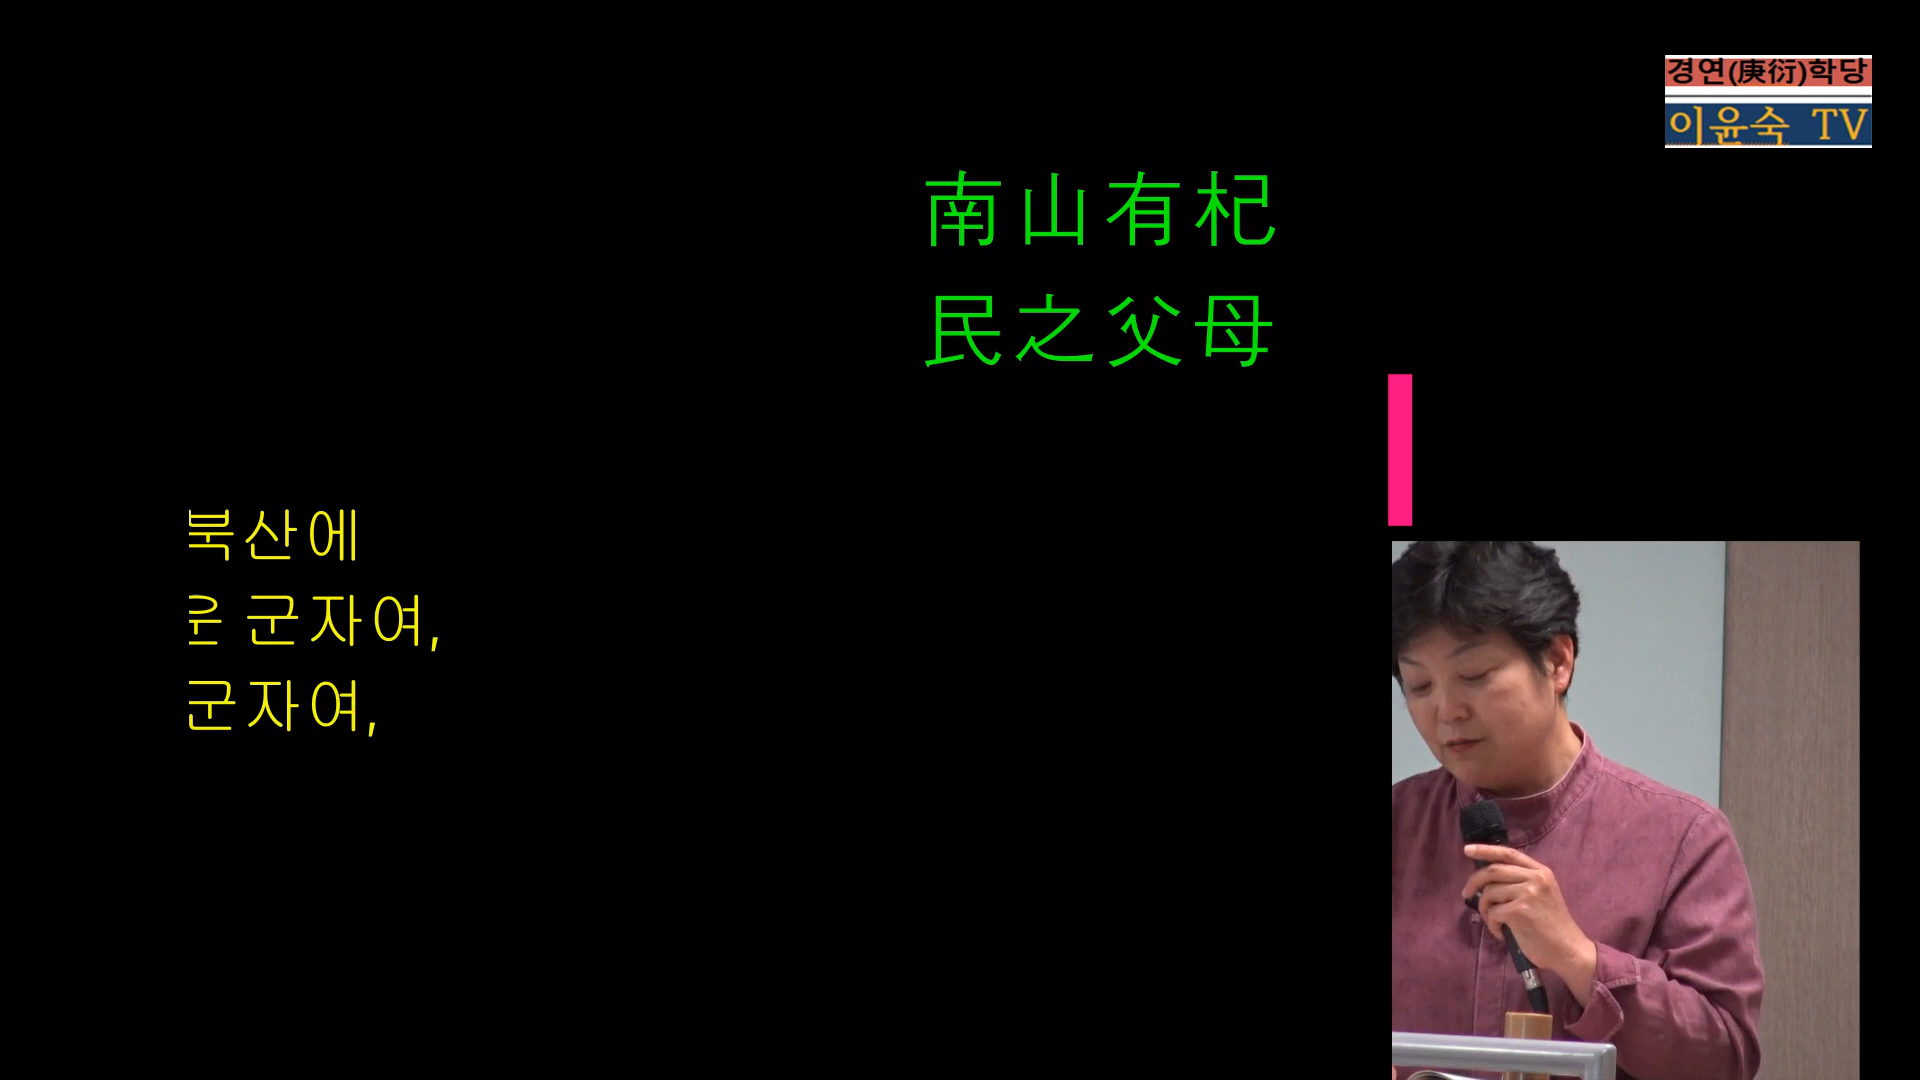 경연(庚衍)학당
이윤숙 TV
南山有杞
民之父母
북산에
군자여,
군자여,